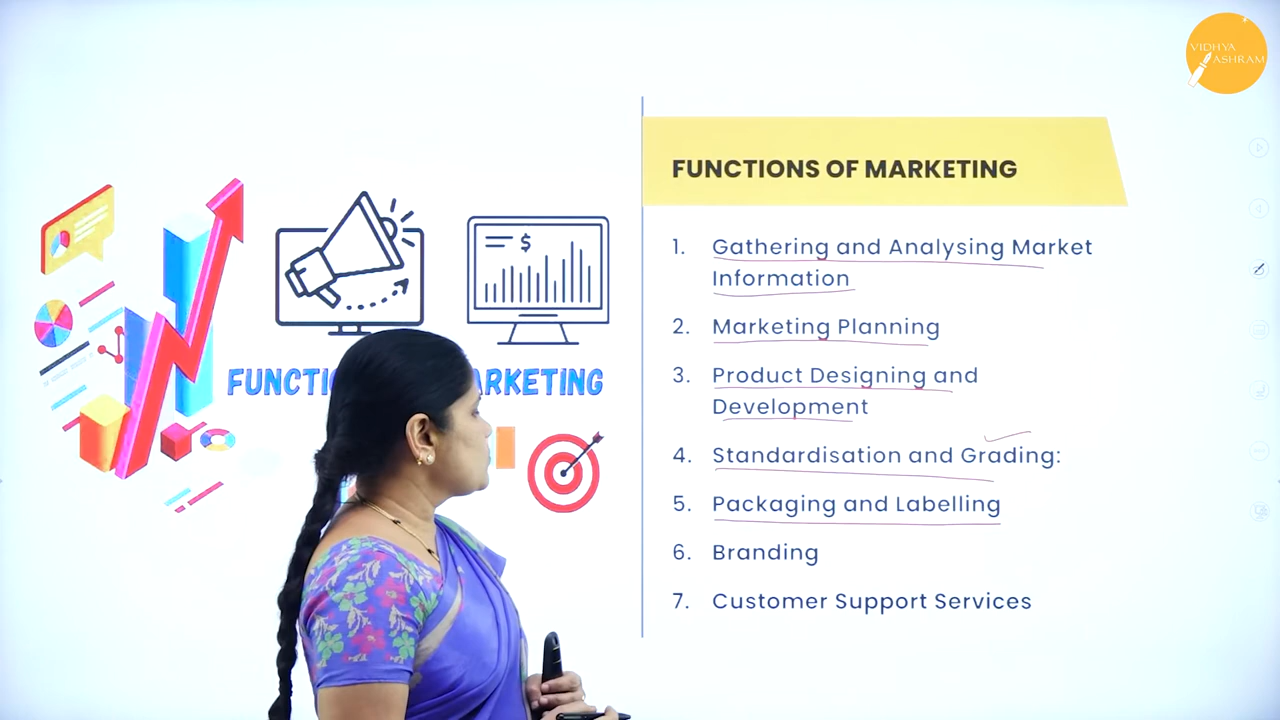 VIDHYA
ASHRAM
FUNCTIONS OF MARKETING
1. Gathering and Analysing Market
Information
2. Marketing Planning
3. Product Designing and
Development
4. Standardisation and Grading:
5. Packaging and Labelling
6. Branding
7. Customer Support Services
$